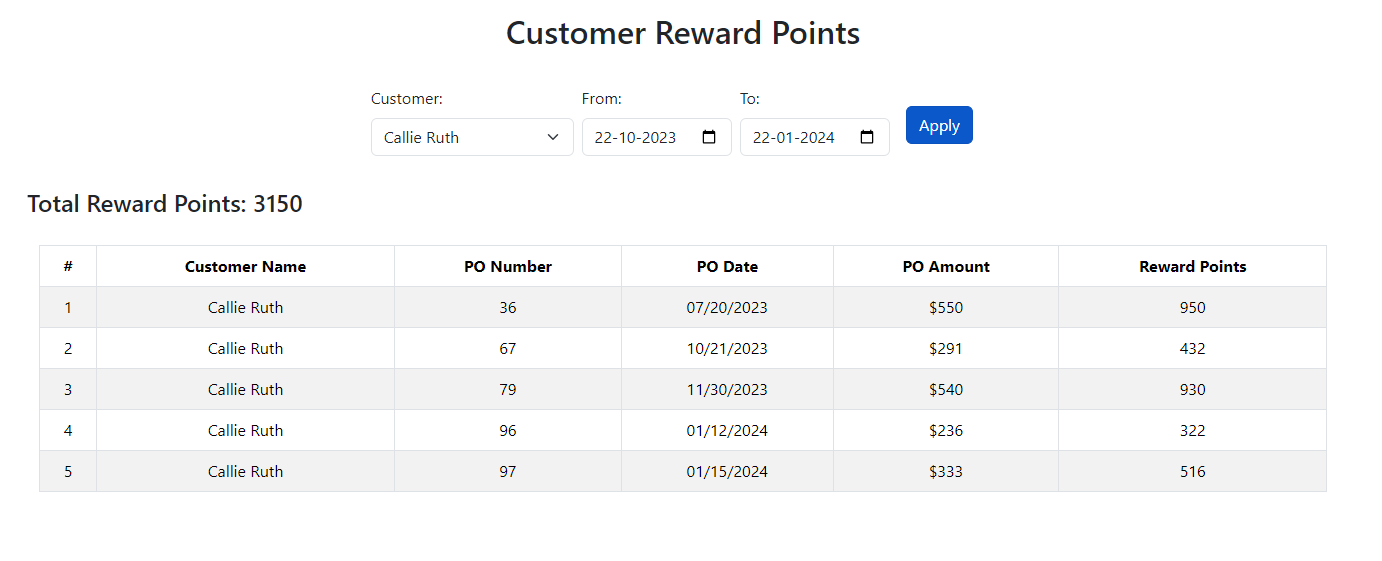 Customer Reward Points
Customer: From: To:
Callie Ruth 22-10-2023 22-01-2024 Apply
Total Reward Points: 3150
# Customer Name PO Number PO Date PO Amount Reward Points
1 Callie Ruth 36 07/20/2023 $550 950
2 Callie Ruth 67 10/21/2023 $291 432
3 Callie Ruth 79 11/30/2023 $540 930
4 Callie Ruth 96 01/12/2024 $236 322
5 Callie Ruth 97 01/15/2024 $333 516